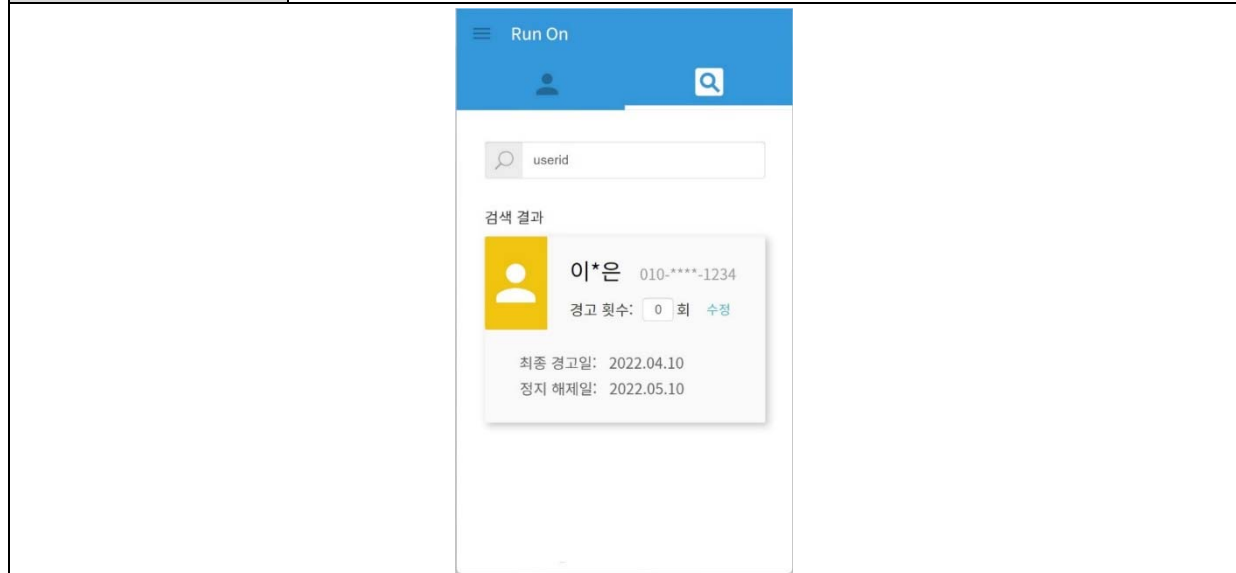 Run On
userid
검색 결과
이*은 010-****-1234
경고 횟수: 0 회 수정
최종 경고일: 2022.04.10
정지 해제일: 2022.05.10